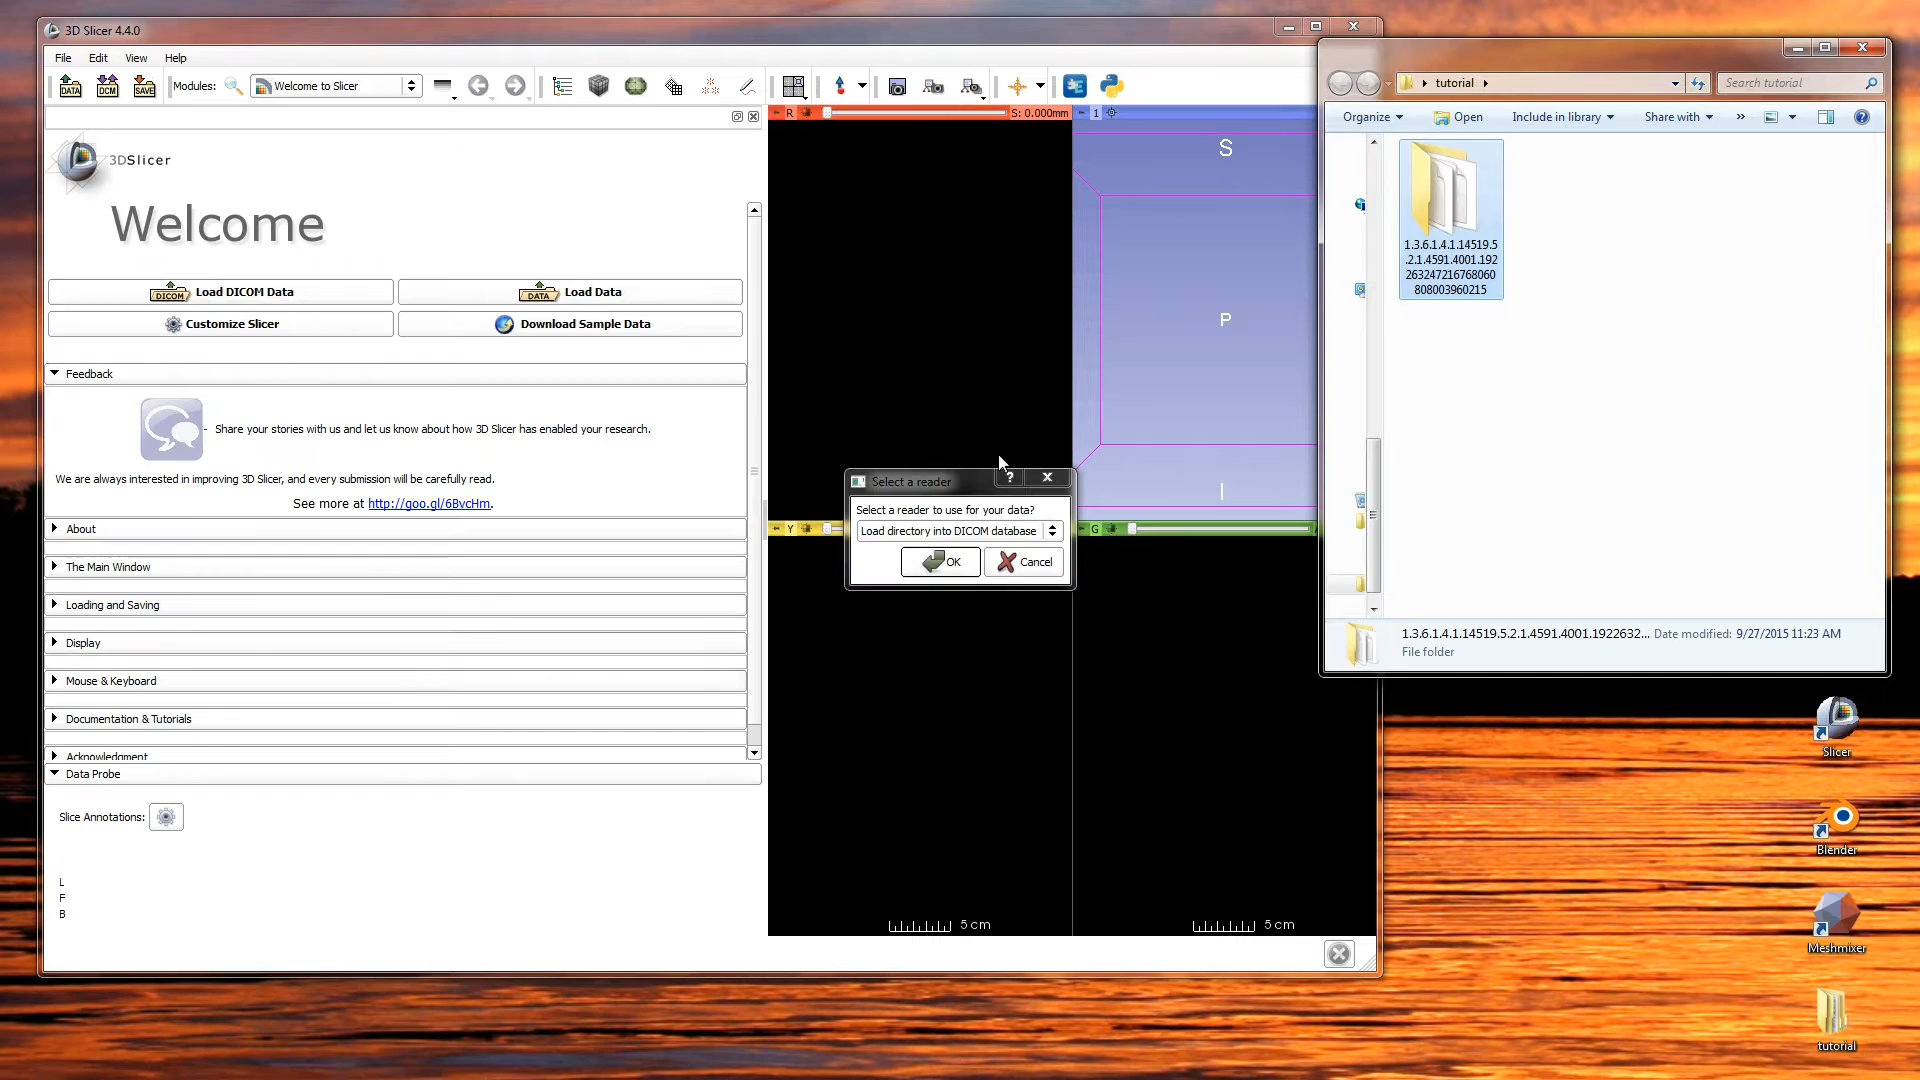 3D Slicer 4.4.0
File Edit View Help
DATA DCM SAVE Modules: Welcome to Slicer
3DSlicer
Welcome
DICOM Load DICOM Data
DATA Load Data
Customize Slicer
Download Sample Data
Feedback
- Share your stories with us and let us know about how 3D Slicer has enabled your research.
We are always interested in improving 3D Slicer, and every submission will be carefully read.
See more at http://goo.gl/6BvcHm.
About
The Main Window
Loading and Saving
Display
Mouse & Keyboard
Documentation & Tutorials
Acknowledgment
Data Probe
Slice Annotations:
L
F
B
R S: 0.000mm
1
S
P
I
Y
G
5 cm
5 cm
Select a reader
?
Select a reader to use for your data?
Load directory into DICOM database
OK Cancel
tutorial
Search tutorial
Organize Open Include in library Share with »
1.3.6.1.4.1.14519.5
.2.1.4591.4001.192
263247216768060
808003960215
1.3.6.1.4.1.14519.5.2.1.4591.4001.1922632... Date modified: 9/27/2015 11:23 AM
File folder
Slicer
Blender
Meshmixer
tutorial